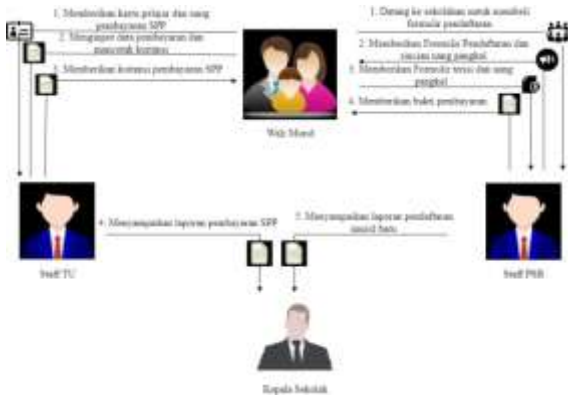 1. Memberikan kartu pelajar dan uang
pembayaran SPP
2. Menginput data pembayaran dan
mencetak kwitansi
3. Memberikan kwitansi pembayaran SPP
1. Datang ke sekolahan untuk membeli
formulir pendaftaran
2. Memberikan Formulir Pendaftaran dan
rincian uang pangkal
3. Memberikan Formulir terisi dan uang
pangkal
4. Memberikan bukti pembayaran
Wali Murid
4. Menyampaikan laporan pembayaran SPP
5. Menyampaikan laporan pendaftaran
murid baru
Staff TU
Staff PSB
Kepala Sekolah